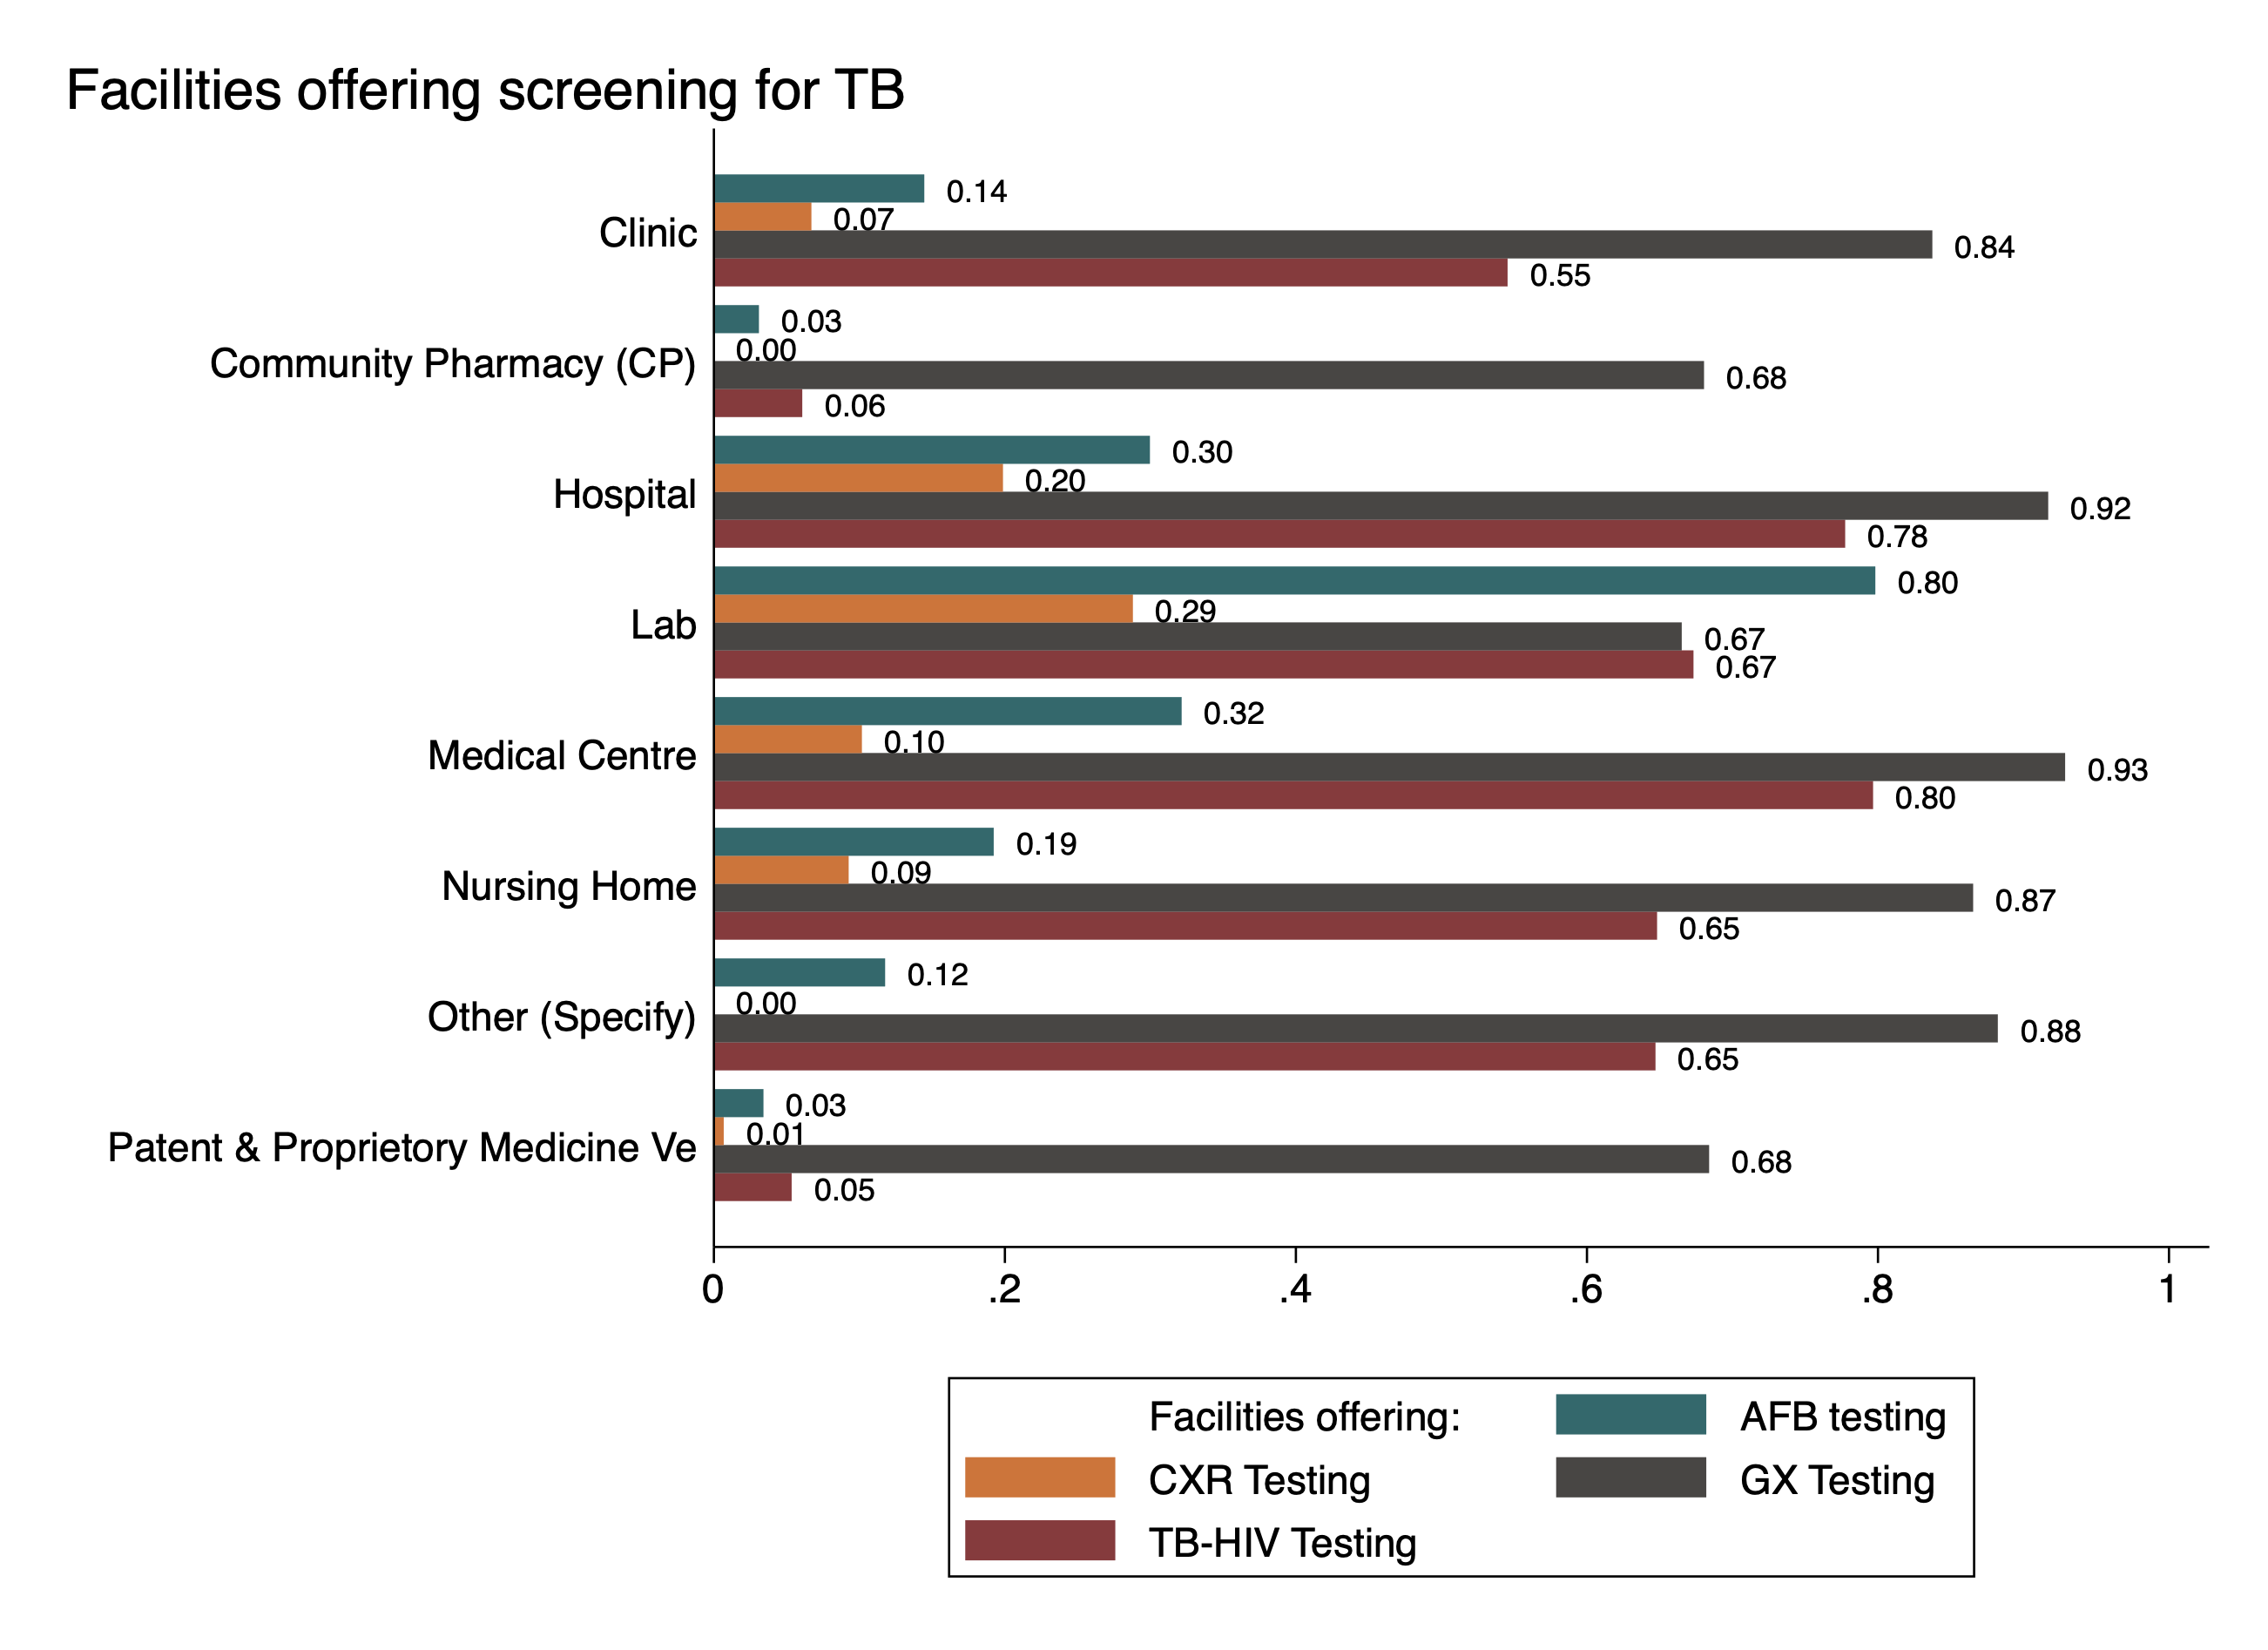 Facilities offering screening for TB
0.14
0.07
Clinic
0.84
0.55
0.03
0.00
Community Pharmacy (CP)
0.68
0.06
0.30
0.20
Hospital
0.92
0.78
0.80
0.29
Lab
0.67
0.67
0.32
0.10
Medical Centre
0.93
0.80
0.19
0.09
Nursing Home
0.87
0.65
0.12
0.00
Other (Specify)
0.88
0.65
0.03
0.01
Patent & Proprietory Medicine Ve
0.68
0.05
0 .2 .4 .6 .8 1
Facilities offering: AFB testing
CXR Testing GX Testing
TB-HIV Testing